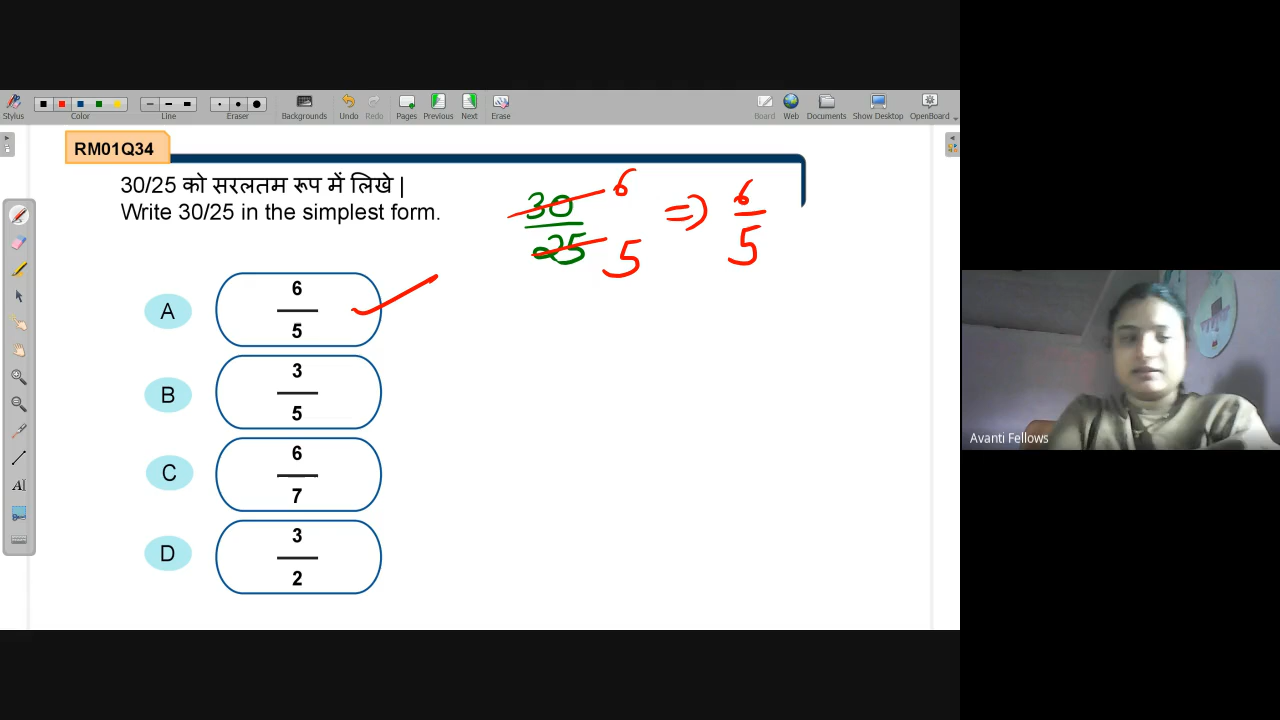 Stylus
Color
Line
Eraser
Backgrounds
Undo
Redo
Pages
Previous
Next
Erase
Board
Web
Documents
Show Desktop
OpenBoard
RM01Q34
30/25 को सरलतम रूप में लिखे |
Write 30/25 in the simplest form.
30 6
25 5
=> 6
5
A
6
5
B
3
5
C
6
7
D
3
2
AI
Avanti Fellows